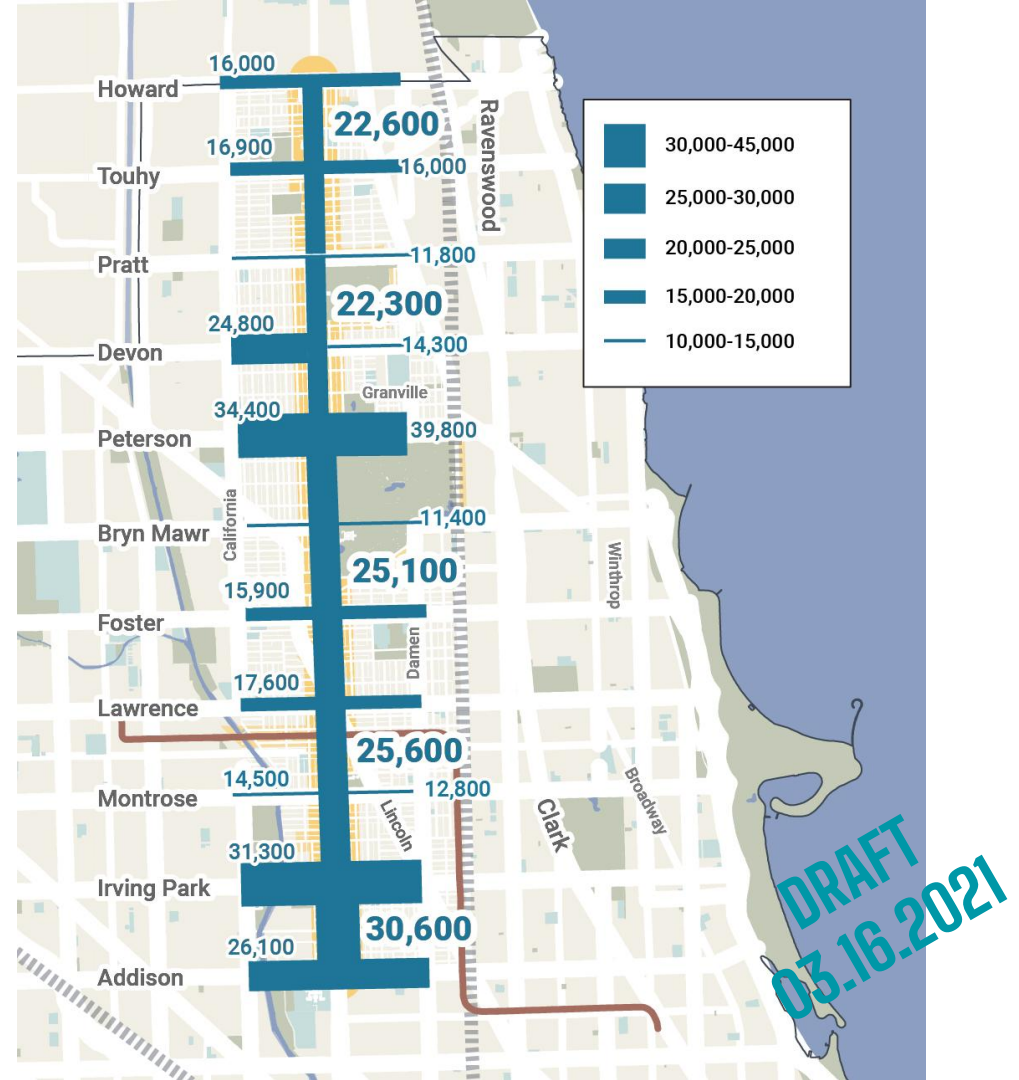 16,000
Howard
22,600
Ravenswood
16,900
16,000
Touhy
11,800
Pratt
22,300
24,800
14,300
Devon
Granville
34,400
39,800
Peterson
California
11,400
Bryn Mawr
25,100
Winthrop
15,900
Foster
Damen
17,600
Lawrence
25,600
14,500
12,800
Montrose
Lincoln
Clark
Broadway
31,300
Irving Park
30,600
26,100
Addison
30,000-45,000
25,000-30,000
20,000-25,000
15,000-20,000
10,000-15,000
DRAFT
03.16.2021